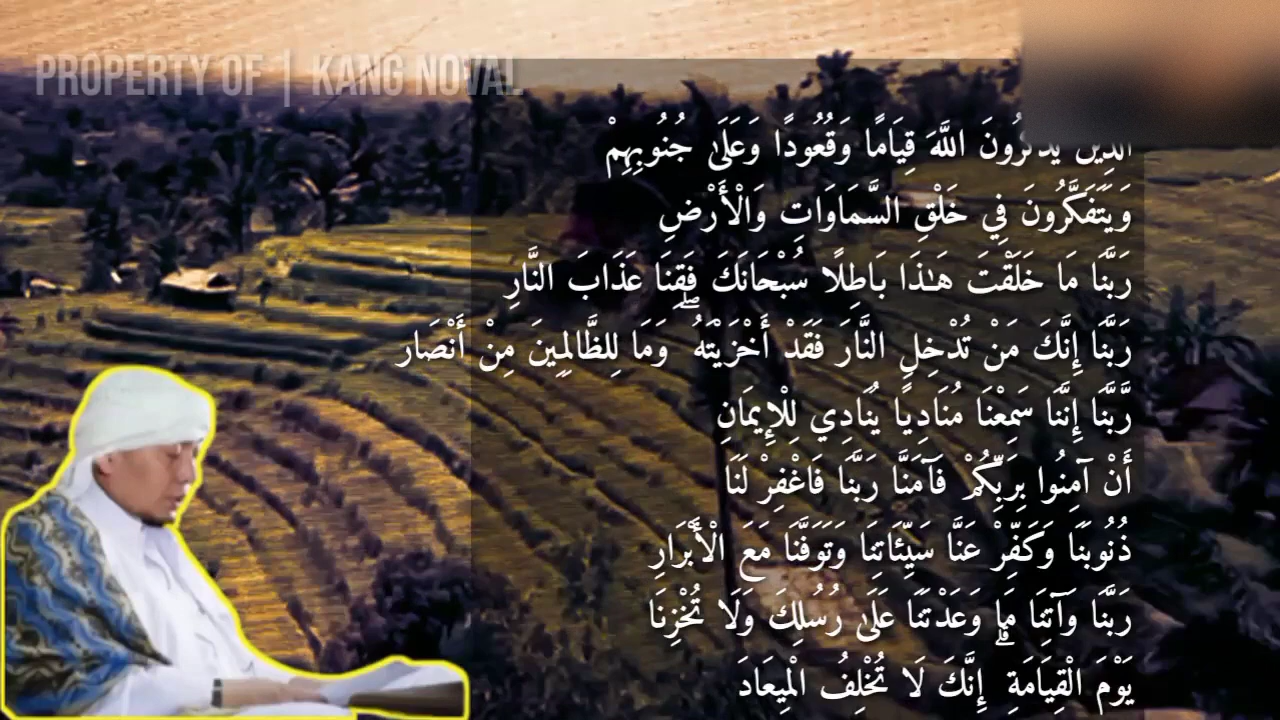 PROPERTY OF | KANG NOVAL
الَّذِينَ يَذْكُرُونَ اللَّهَ قِيَامًا وَقُعُودًا وَعَلَىٰ جُنُوبِهِمْ
وَيَتَفَكَّرُونَ فِي خَلْقِ السَّمَاوَاتِ وَالْأَرْضِ
رَبَّنَا مَا خَلَقْتَ هَٰذَا بَاطِلًا سُبْحَانَكَ فَقِنَا عَذَابَ النَّارِ
رَبَّنَا إِنَّكَ مَنْ تُدْخِلِ النَّارَ فَقَدْ أَخْزَيْتَهُ ۖ وَمَا لِلظَّالِمِينَ مِنْ أَنْصَار
رَّبَّنَا إِنَّنَا سَمِعْنَا مُنَادِيًا يُنَادِي لِلْإِيمَانِ
أَنْ آمِنُوا بِرَبِّكُمْ فَآمَنَّا رَبَّنَا فَاغْفِرْ لَنَا
ذُنُوبَنَا وَكَفِّرْ عَنَّا سَيِّئَاتِنَا وَتَوَفَّنَا مَعَ الْأَبْرَارِ
رَبَّنَا وَآتِنَا مَا وَعَدْتَنَا عَلَىٰ رُسُلِكَ وَلَا تُخْزِنَا
يَوْمَ الْقِيَامَةِ ۗ إِنَّكَ لَا تُخْلِفُ الْمِيعَادَ